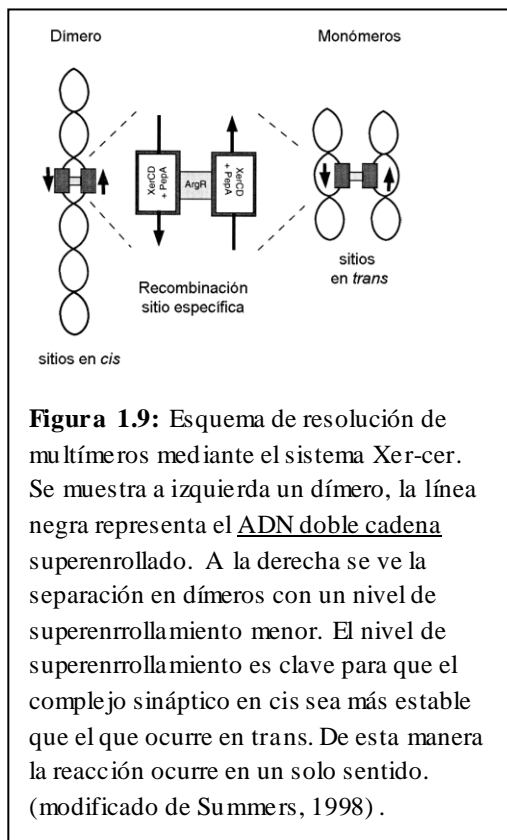 Dímero
Monómeros
XerCD
+ PepA
ArgR
XerCD
+ PepA
sitios
en trans
Recombinación
sitio especifica
sitios en cis
Figura 1.9: Esquema de resolución de
multímeros mediante el sistema Xer-cer.
Se muestra a izquierda un dímero, la línea
negra representa el ADN doble cadena
superenrollado. A la derecha se ve la
separación en dímeros con un nivel de
superenrrollamiento menor. El nivel de
superenrrollamiento es clave para que el
complejo sináptico en cis sea más estable
que el que ocurre en trans. De esta manera
la reacción ocurre en un solo sentido.
(modificado de Summers, 1998) .